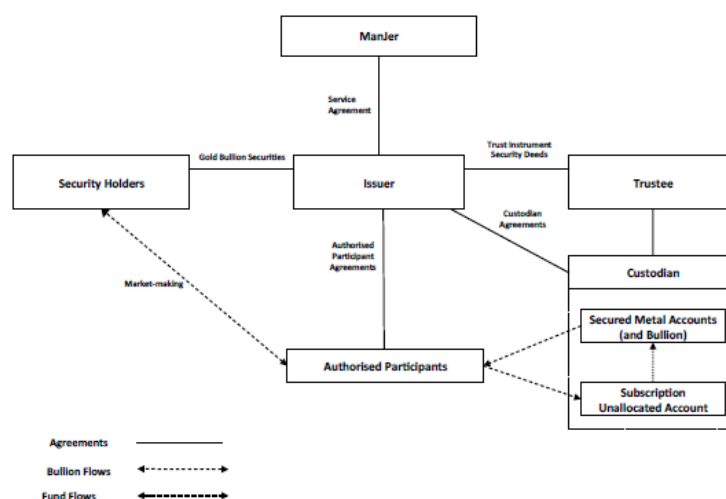 ManJer
Service
Agreement
Gold Bullion Securities
Trust Instrument
Security Deeds
Security Holders
Issuer
Trustee
Custodian
Agreements
Authorised
Participant
Agreements
Custodian
Market-making
Secured Metal Accounts
(and Bullion)
Authorised Participants
Subscription
Unallocated Account
Agreements
Bullion Flows
Fund Flows